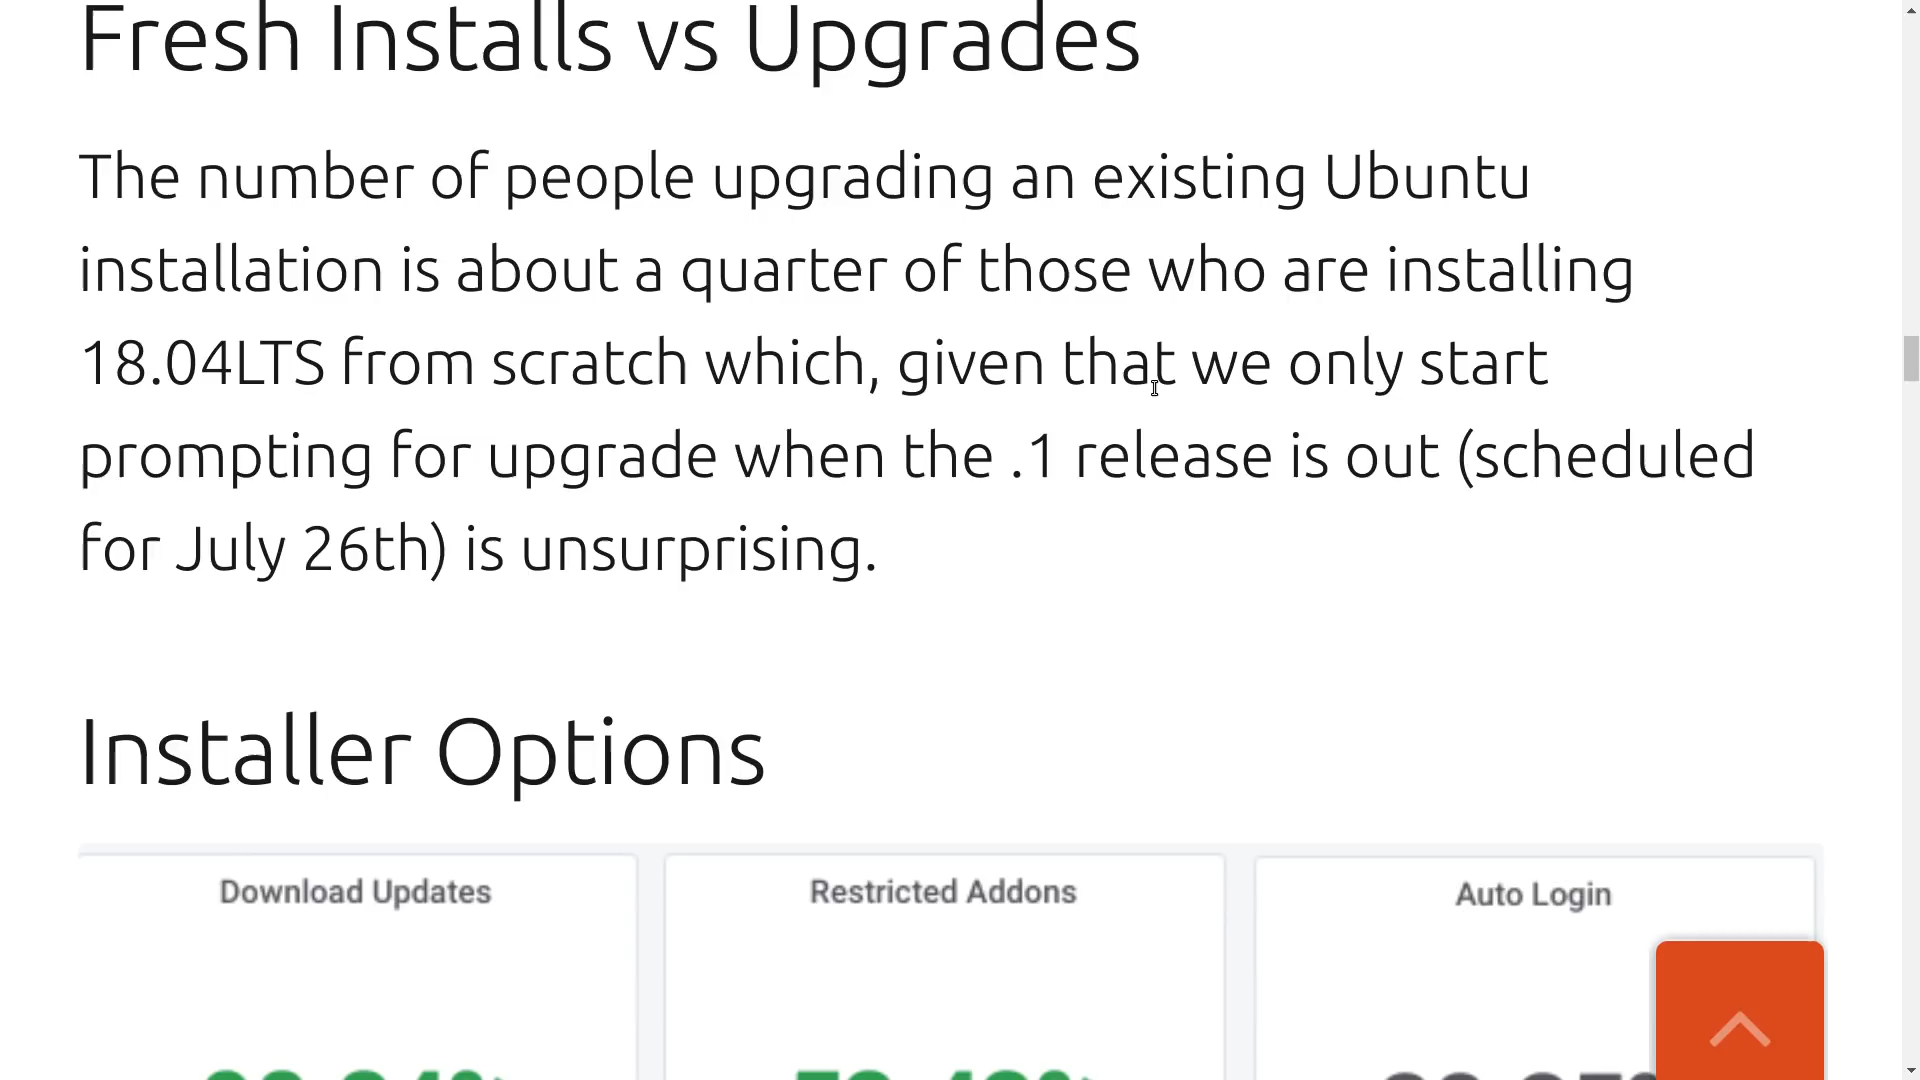 Fresh Installs vs Upgrades
The number of people upgrading an existing Ubuntu
installation is about a quarter of those who are installing
18.04LTS from scratch which, given that we only start
prompting for upgrade when the .1 release is out (scheduled
for July 26th) is unsurprising.
Installer Options
Download Updates
Restricted Addons
Auto Login